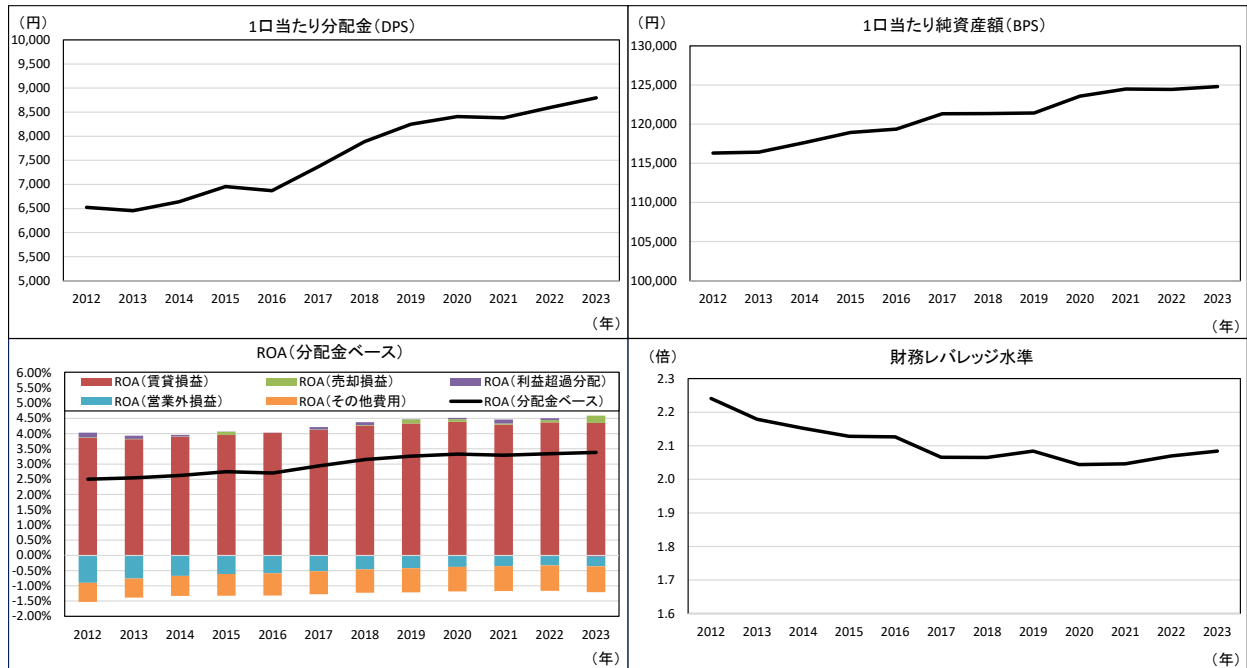 1口当たり分配金（DPS）
（円）
10,000
9,500
9,000
8,500
8,000
7,500
7,000
6,500
6,000
5,500
5,000
2012 2013 2014 2015 2016 2017 2018 2019 2020 2021 2022 2023
（年）
1口当たり純資産額（BPS）
（円）
130,000
125,000
120,000
115,000
110,000
105,000
100,000
2012 2013 2014 2015 2016 2017 2018 2019 2020 2021 2022 2023
（年）
ROA（分配金ベース）
ROA（賃貸損益） ROA（売却損益） ROA（利益超過分配）
ROA（営業外損益） ROA（その他費用） ROA（分配金ベース）
6.00%
5.50%
5.00%
4.50%
4.00%
3.50%
3.00%
2.50%
2.00%
1.50%
1.00%
0.50%
0.00%
-0.50%
-1.00%
-1.50%
-2.00%
2012 2013 2014 2015 2016 2017 2018 2019 2020 2021 2022 2023
（年）
財務レバレッジ水準
（倍）
2.3
2.2
2.1
2.0
1.9
1.8
1.7
1.6
2012 2013 2014 2015 2016 2017 2018 2019 2020 2021 2022 2023
（年）